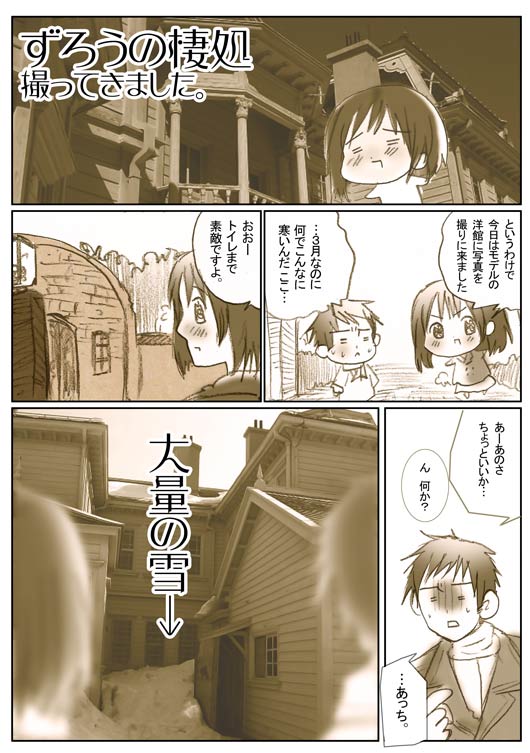 ずろうの棲処
撮ってきました。
というわけで
今日はモデルの
洋館に写真を
撮りに来ました
…3月なのに
何でこんなに
寒いんだここ…
おおー
トイレまで
素敵ですよ。
あーあのさ
ちょっといいか…
ん 何か?
…あっち。
大量の雪→